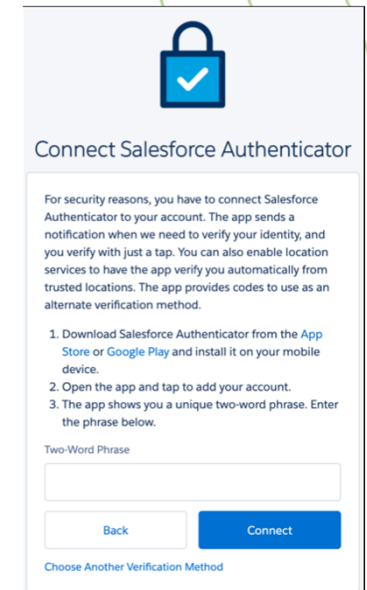 Connect Salesforce Authenticator
For security reasons, you have to connect Salesforce
Authenticator to your account. The app sends a
notification when we need to verify your identity, and
you verify with just a tap. You can also enable location
services to have the app verify you automatically from
trusted locations. The app provides codes to use as an
alternate verification method.
1. Download Salesforce Authenticator from the App
Store or Google Play and install it on your mobile
device.
2. Open the app and tap to add your account.
3. The app shows you a unique two-word phrase. Enter
the phrase below.
Two-Word Phrase
Back
Connect
Choose Another Verification Method